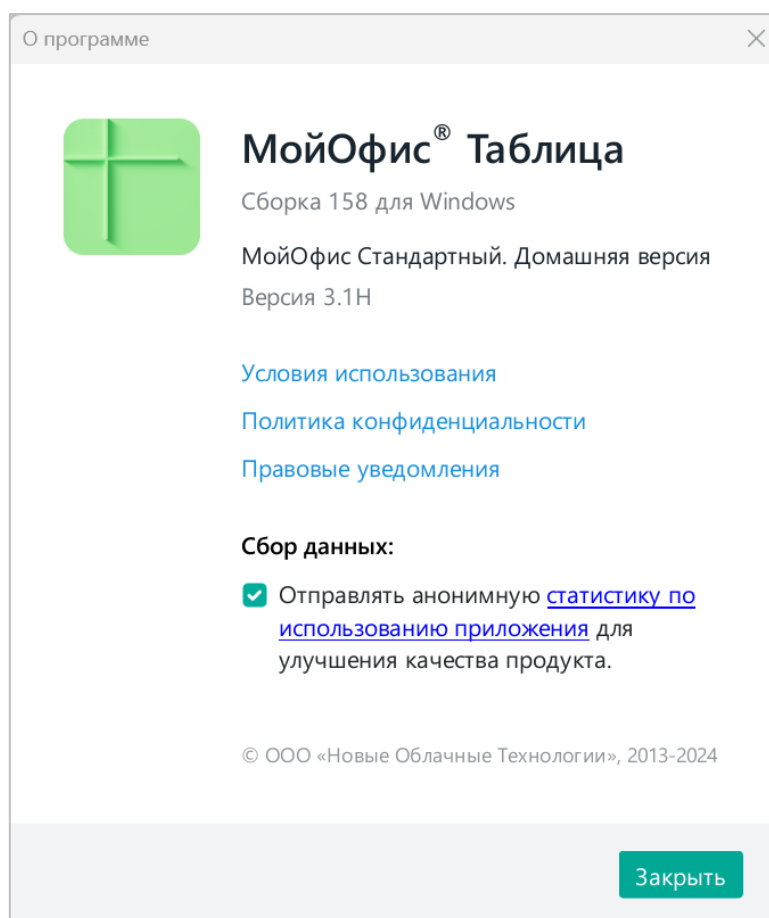 О программе
МойОфис® Таблица
Сборка 158 для Windows
МойОфис Стандартный. Домашняя версия
Версия 3.1H
Условия использования
Политика конфиденциальности
Правовые уведомления
Сбор данных:
Отправлять анонимную статистику по
использованию приложения для
улучшения качества продукта.
© ООО «Новые Облачные Технологии», 2013-2024
Закрыть